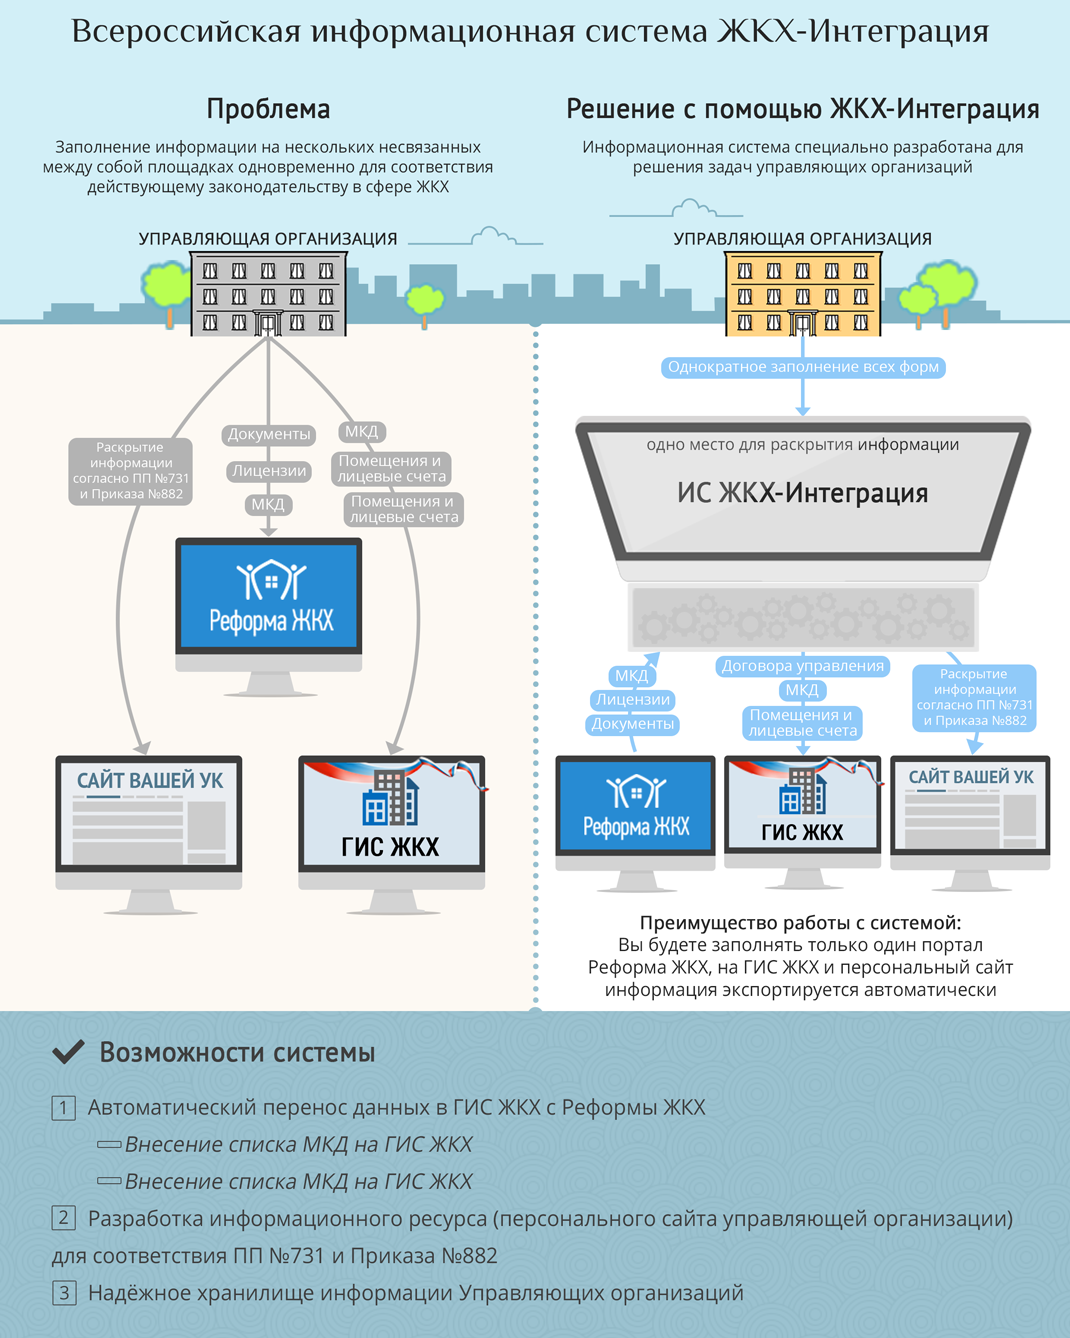 Всероссийская информационная система ЖКХ-Интеграция
Проблема
Заполнение информации на нескольких несвязанных
между собой площадках одновременно для соответствия
действующему законодательству в сфере ЖКХ
УПРАВЛЯЮЩАЯ ОРГАНИЗАЦИЯ
Раскрытие
информации
согласно ПП №731
и Приказа №882
Документы
Лицензии
МКД
МКД
Помещения и
лицевые счета
Помещения и
лицевые счета
Реформа ЖКХ
САЙТ ВАШЕЙ УК
ГИС ЖКХ
Решение с помощью ЖКХ-Интеграция
Информационная система специально разработана для
решения задач управляющих организаций
УПРАВЛЯЮЩАЯ ОРГАНИЗАЦИЯ
Однократное заполнение всех форм
одно место для раскрытия информации
ИС ЖКХ-Интеграция
МКД
Лицензии
Документы
Договора управления
МКД
Помещения и
лицевые счета
Раскрытие
информации
согласно ПП №731
и Приказа №882
Реформа ЖКХ
ГИС ЖКХ
САЙТ ВАШЕЙ УК
Преимущество работы с системой:
Вы будете заполнять только один портал
Реформа ЖКХ, на ГИС ЖКХ и персональный сайт
информация экспортируется автоматически
Возможности системы
1 Автоматический перенос данных в ГИС ЖКХ с Реформы ЖКХ
Внесение списка МКД на ГИС ЖКХ
Внесение списка МКД на ГИС ЖКХ
2 Разработка информационного ресурса (персонального сайта управляющей организации)
для соответствия ПП №731 и Приказа №882
3 Надёжное хранилище информации Управляющих организаций